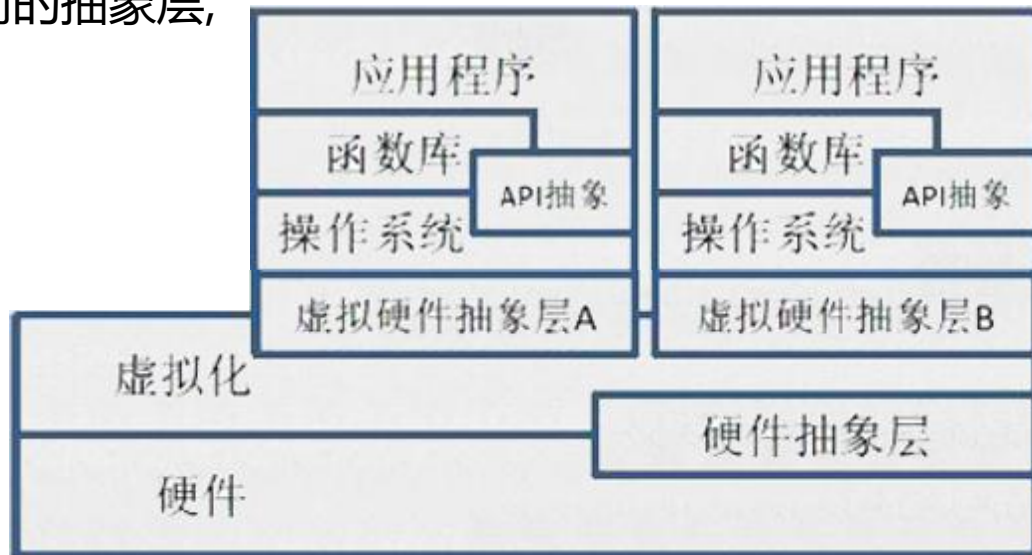 的抽象层,
应用程序 应用程序
函数库 函数库
API抽象 API抽象
操作系统 操作系统
虚拟硬件抽象层A 虚拟硬件抽象层B
虚拟化
硬件抽象层
硬件